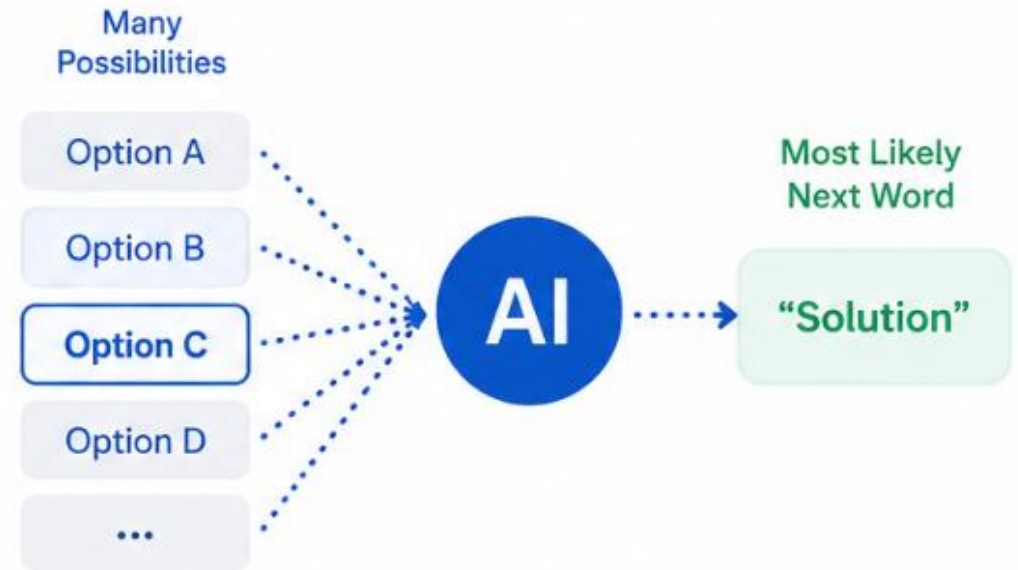 Many
Possibilities
Option A
Option B
Option C
Option D
...
AI
Most Likely
Next Word
“Solution”